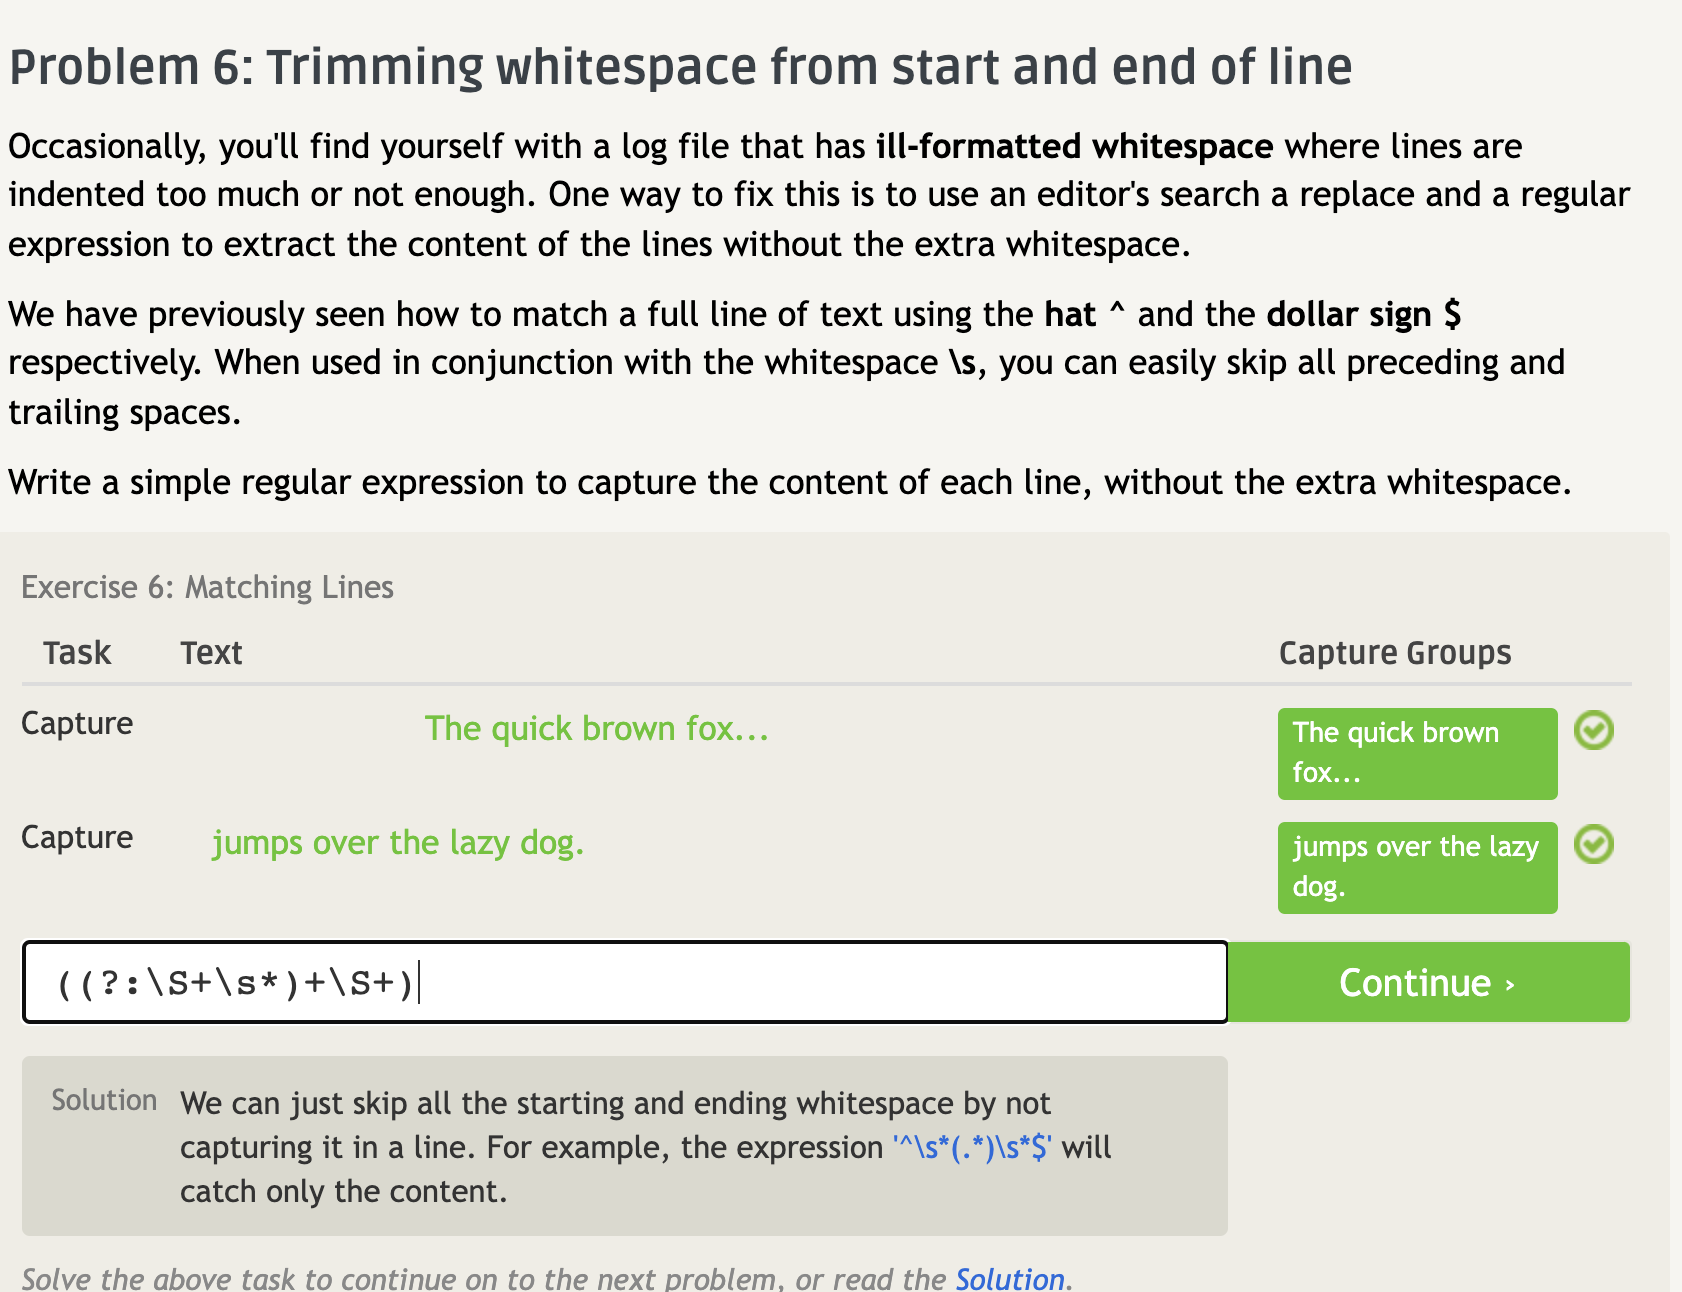 Problem 6: Trimming whitespace from start and end of line
Occasionally, you'll find yourself with a log file that has ill-formatted whitespace where lines are
indented too much or not enough. One way to fix this is to use an editor's search a replace and a regular
expression to extract the content of the lines without the extra whitespace.
We have previously seen how to match a full line of text using the hat ^ and the dollar sign $
respectively. When used in conjunction with the whitespace \s, you can easily skip all preceding and
trailing spaces.
Write a simple regular expression to capture the content of each line, without the extra whitespace.
Exercise 6: Matching Lines
Task Text Capture Groups
Capture The quick brown fox... The quick brown
fox...
Capture jumps over the lazy dog. jumps over the lazy
dog.
((?:\S+\s*)+\S+) Continue ›
Solution We can just skip all the starting and ending whitespace by not
capturing it in a line. For example, the expression '^\s*(.*)\s*$' will
catch only the content.
Solve the above task to continue on to the next problem, or read the Solution.